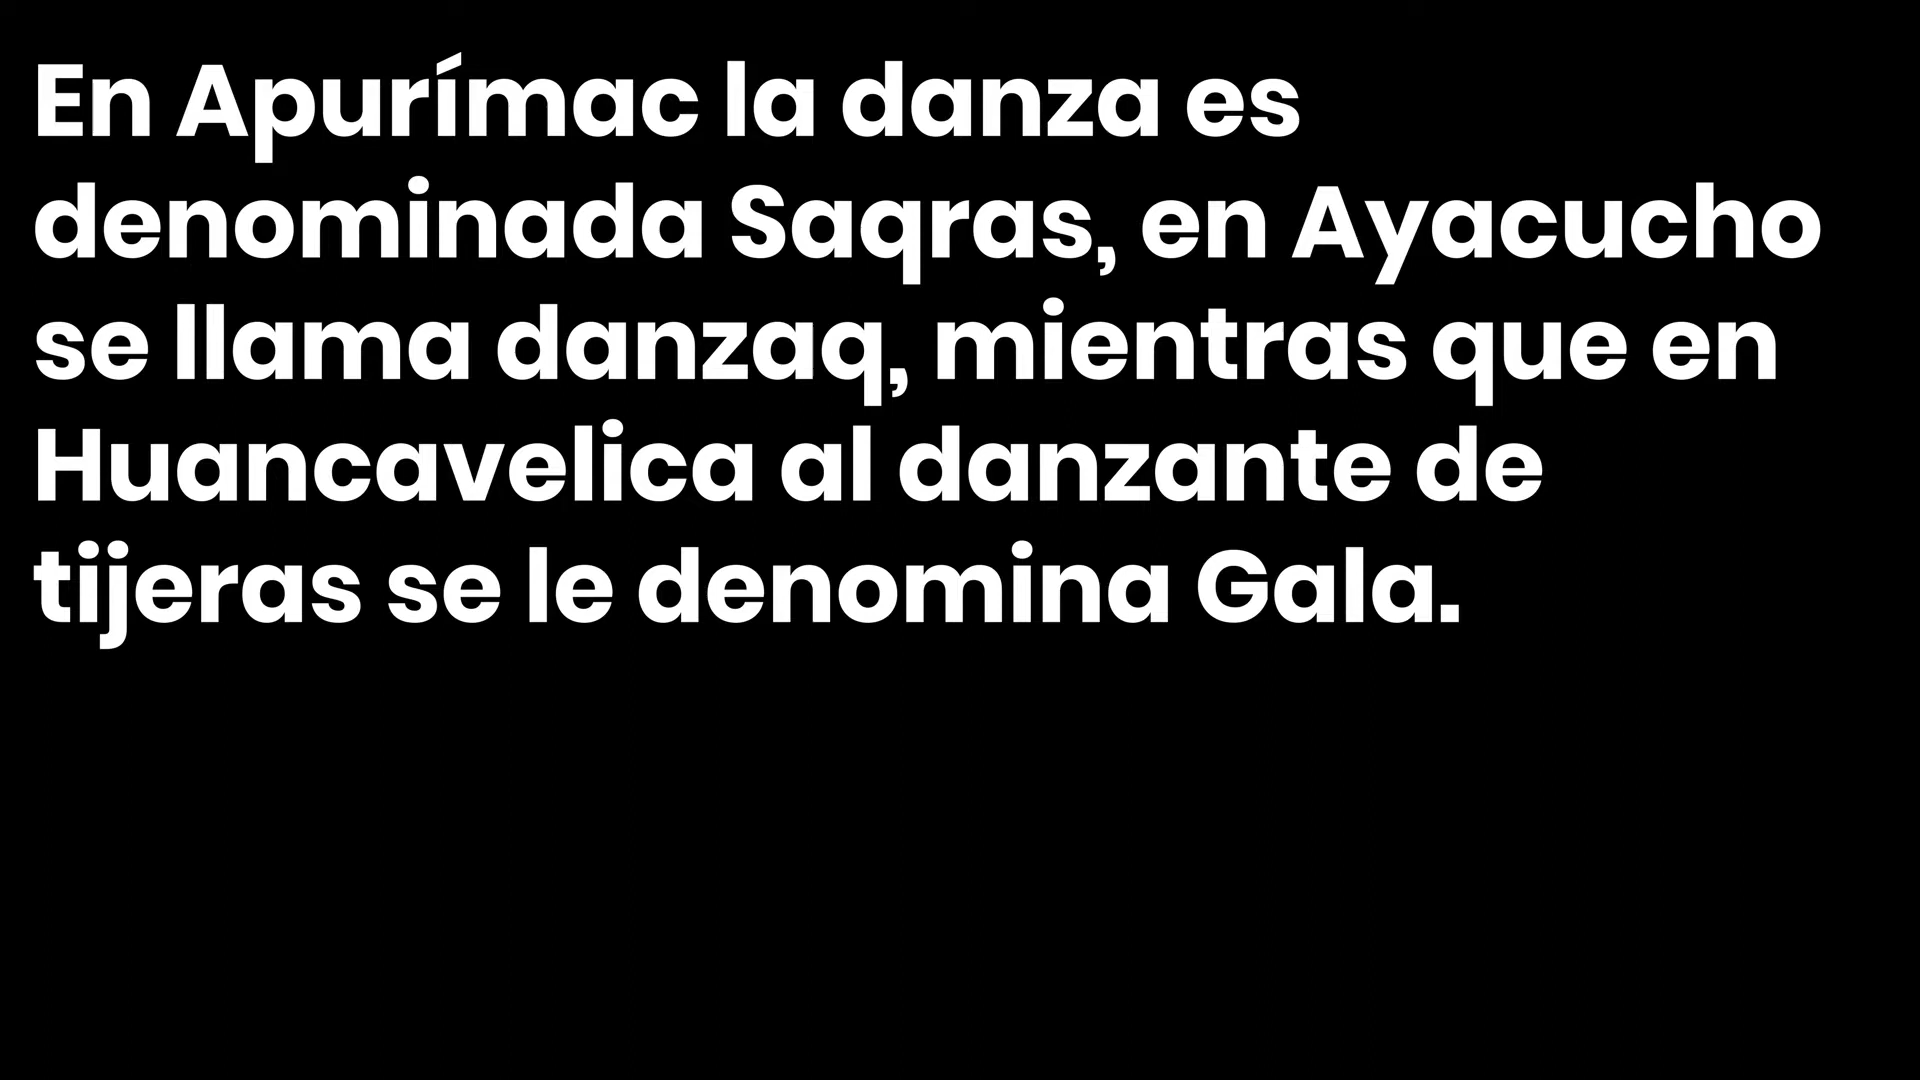 En Apurímac la danza es
denominada Saqras, en Ayacucho
se llama danzaq, mientras que en
Huancavelica al danzante de
tijeras se le denomina Gala.